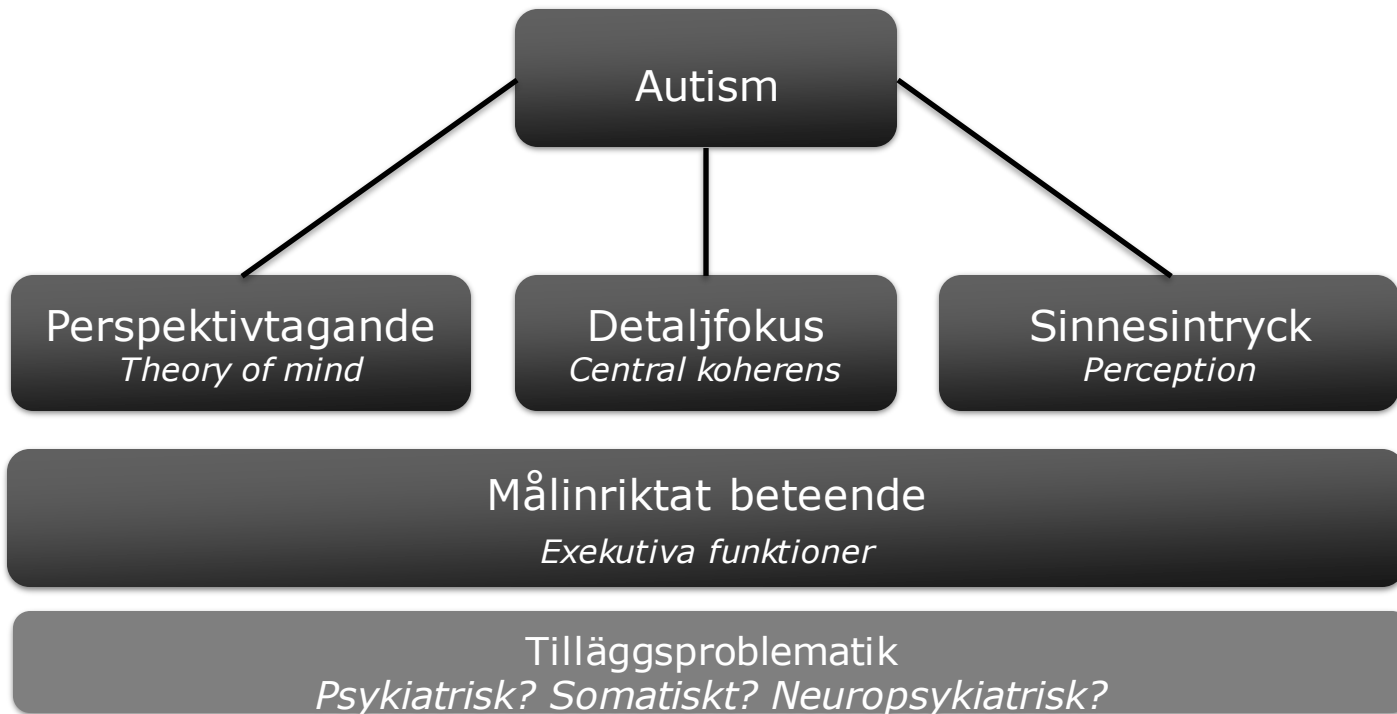 Autism
Perspektivtagande
Theory of mind
Detaljfokus
Central koherens
Sinnesintryck
Perception
Målinriktat beteende
Exekutiva funktioner
Tilläggsproblematik
Psykiatrisk? Somatiskt? Neuropsykiatrisk?